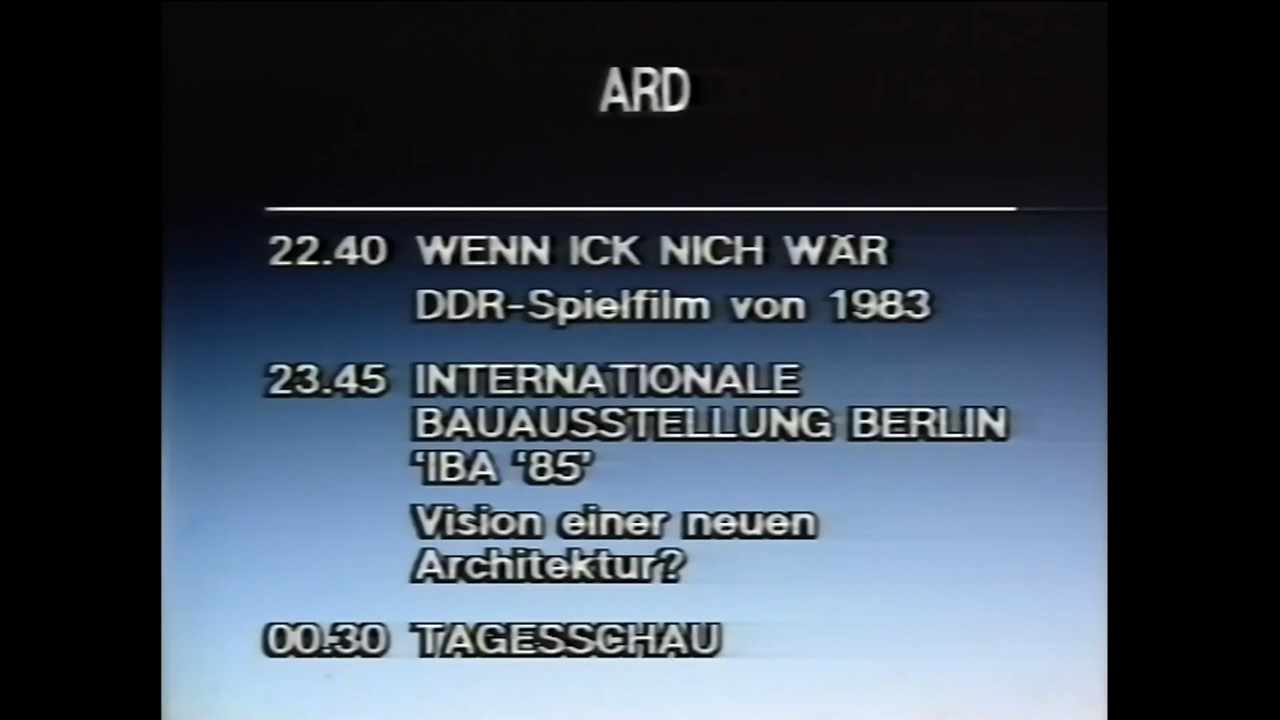 ARD
22.40 WENN ICK NICH WÄR
DDR-Spielfilm von 1983
23.45 INTERNATIONALE
BAUAUSSTELLUNG BERLIN
‘IBA ‘85’
Vision einer neuen
Architektur?
00.30 TAGESSCHAU